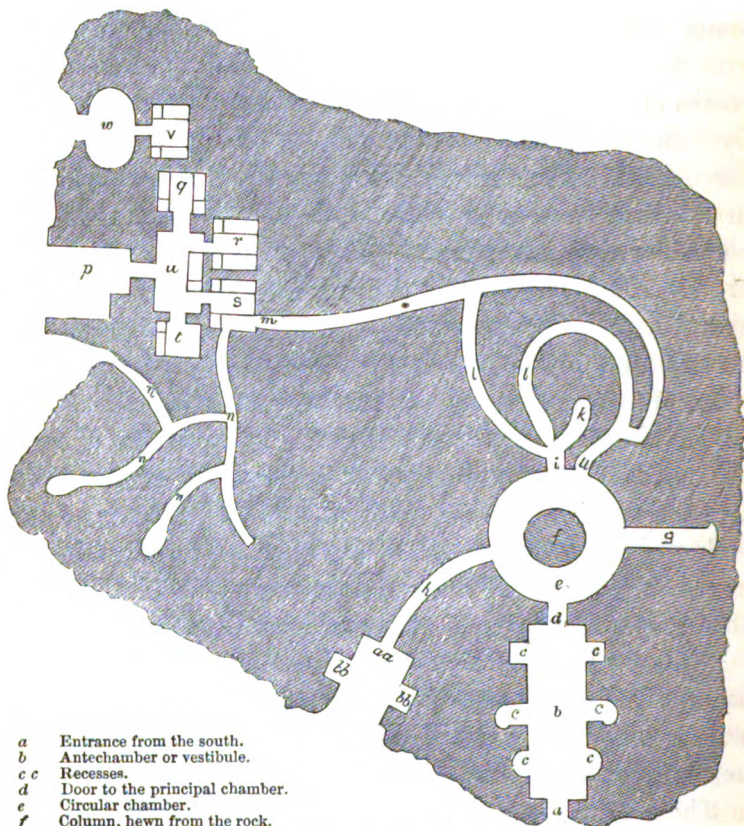 w
v
q
r
p
u
s
t
m
l
l
k
n
n
n
n
i
ll
f
g
e
h
d
aa
bb
bb
c
c
c
b
c
c
c
a
a Entrance from the south.
b Antechamber or vestibule.
c c Recesses.
d Door to the principal chamber.
e Circular chamber.
f Column, hewn from the rock.